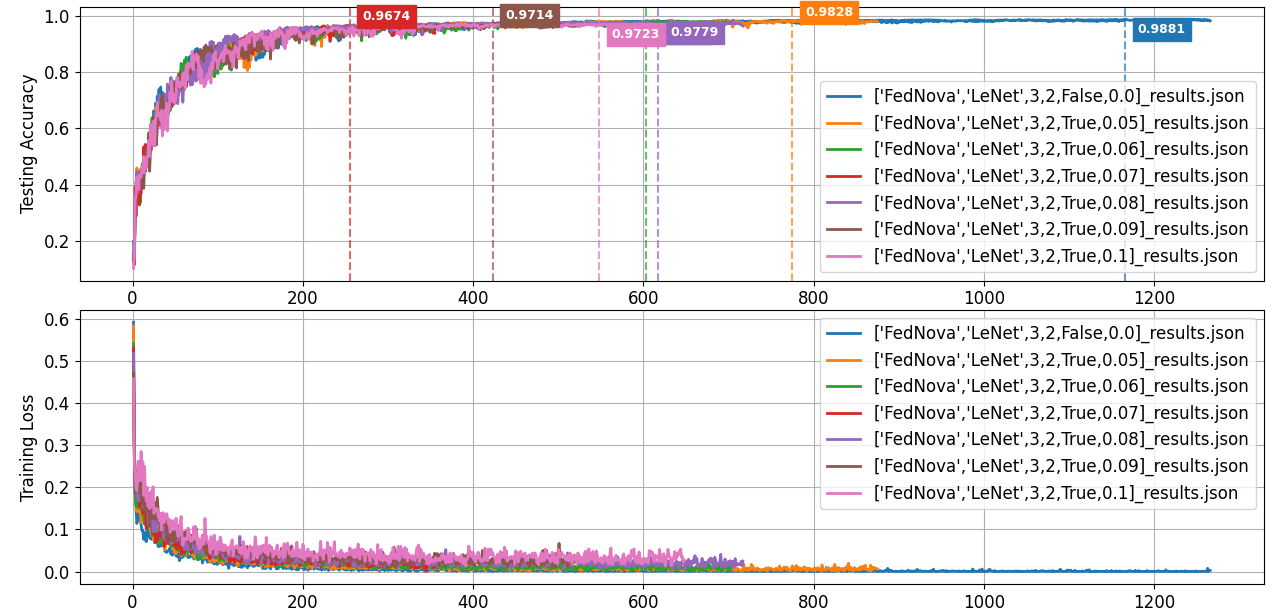 Testing Accuracy
1.0
0.8
0.6
0.4
0.2
0.9674
0.9714
0.9723
0.9779
0.9828
0.9881
['FedNova','LeNet',3,2,False,0.0]_results.json
['FedNova','LeNet',3,2,True,0.05]_results.json
['FedNova','LeNet',3,2,True,0.06]_results.json
['FedNova','LeNet',3,2,True,0.07]_results.json
['FedNova','LeNet',3,2,True,0.08]_results.json
['FedNova','LeNet',3,2,True,0.09]_results.json
['FedNova','LeNet',3,2,True,0.1]_results.json
0 200 400 600 800 1000 1200
Training Loss
0.6
0.5
0.4
0.3
0.2
0.1
0.0
['FedNova','LeNet',3,2,False,0.0]_results.json
['FedNova','LeNet',3,2,True,0.05]_results.json
['FedNova','LeNet',3,2,True,0.06]_results.json
['FedNova','LeNet',3,2,True,0.07]_results.json
['FedNova','LeNet',3,2,True,0.08]_results.json
['FedNova','LeNet',3,2,True,0.09]_results.json
['FedNova','LeNet',3,2,True,0.1]_results.json
0 200 400 600 800 1000 1200